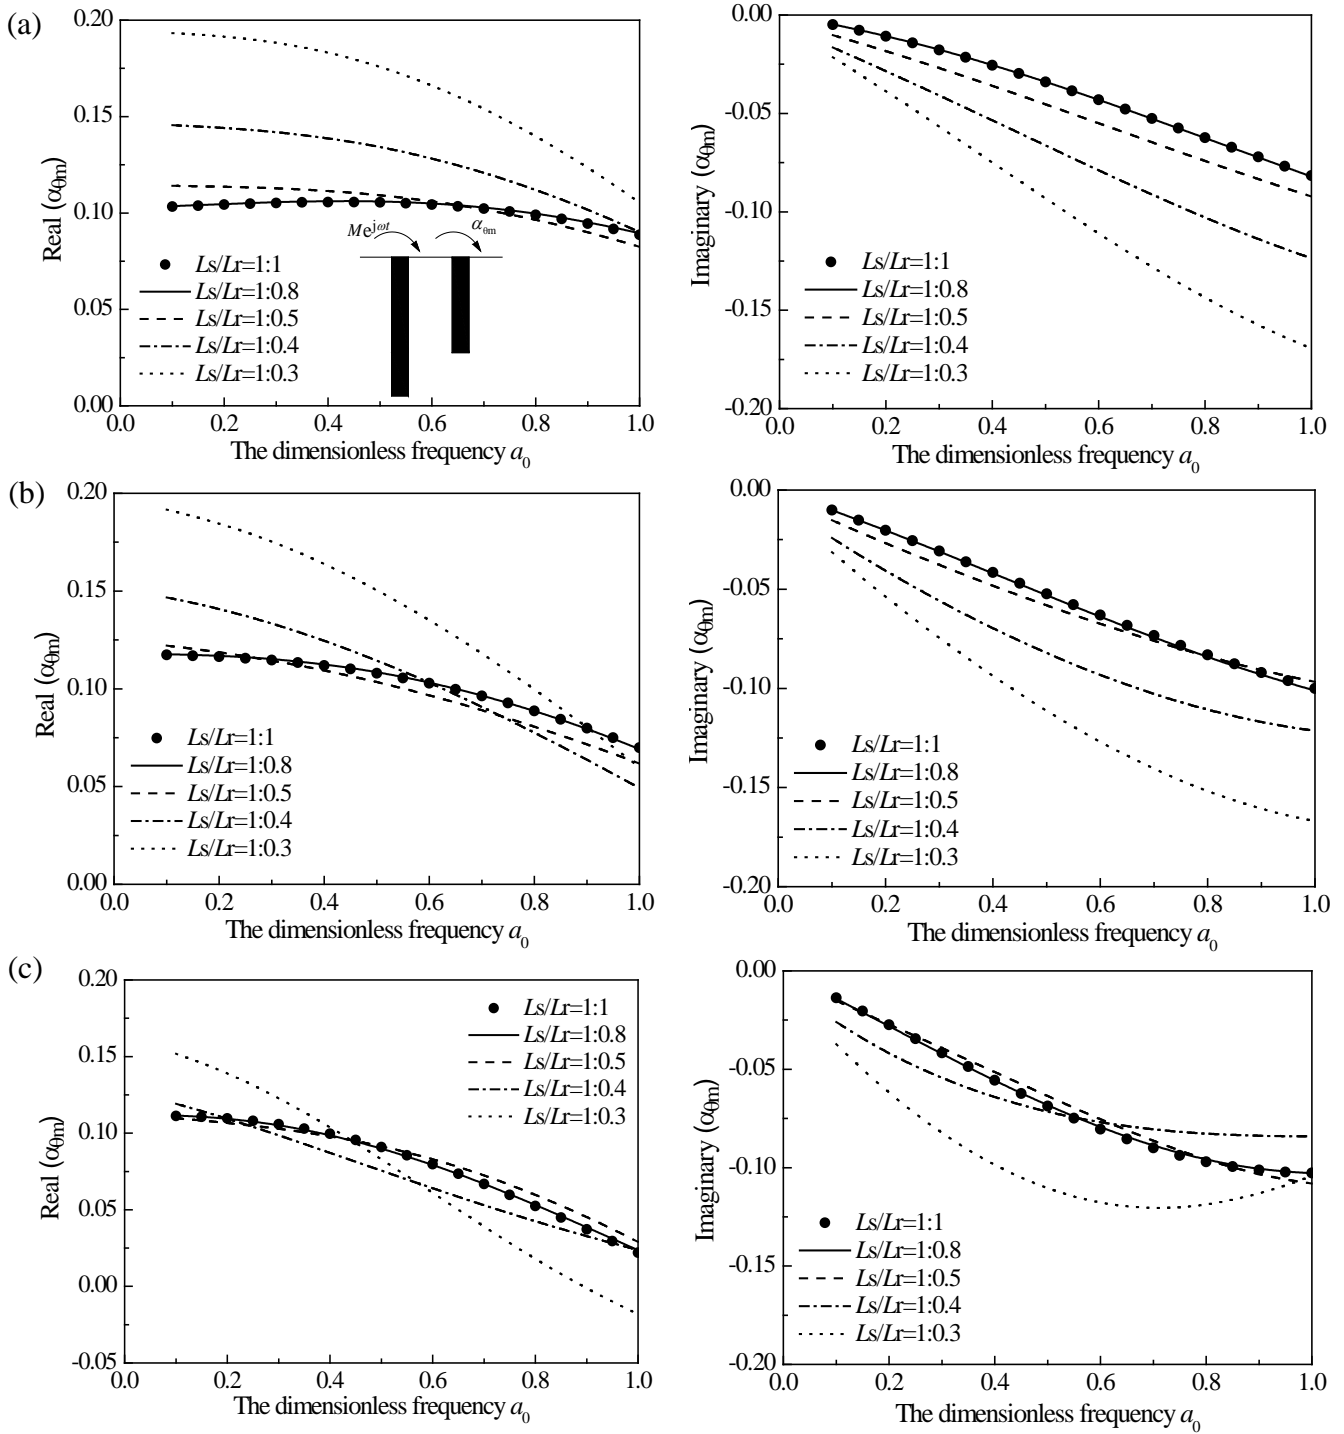 (a)
0.20
0.15
0.10
0.05
0.00
Real (αθm)
Me^jωt
αθm
Ls/Lr=1:1
Ls/Lr=1:0.8
Ls/Lr=1:0.5
Ls/Lr=1:0.4
Ls/Lr=1:0.3
0.0 0.2 0.4 0.6 0.8 1.0
The dimensionless frequency a0
0.00
-0.05
-0.10
-0.15
-0.20
Imaginary (αθm)
Ls/Lr=1:1
Ls/Lr=1:0.8
Ls/Lr=1:0.5
Ls/Lr=1:0.4
Ls/Lr=1:0.3
0.0 0.2 0.4 0.6 0.8 1.0
The dimensionless frequency a0
(b)
0.20
0.15
0.10
0.05
0.00
Real (αθm)
Ls/Lr=1:1
Ls/Lr=1:0.8
Ls/Lr=1:0.5
Ls/Lr=1:0.4
Ls/Lr=1:0.3
0.0 0.2 0.4 0.6 0.8 1.0
The dimensionless frequency a0
0.00
-0.05
-0.10
-0.15
-0.20
Imaginary (αθm)
Ls/Lr=1:1
Ls/Lr=1:0.8
Ls/Lr=1:0.5
Ls/Lr=1:0.4
Ls/Lr=1:0.3
0.0 0.2 0.4 0.6 0.8 1.0
The dimensionless frequency a0
(c)
0.20
0.15
0.10
0.05
0.00
-0.05
Real (αθm)
Ls/Lr=1:1
Ls/Lr=1:0.8
Ls/Lr=1:0.5
Ls/Lr=1:0.4
Ls/Lr=1:0.3
0.0 0.2 0.4 0.6 0.8 1.0
The dimensionless frequency a0
0.00
-0.05
-0.10
-0.15
-0.20
Imaginary (αθm)
Ls/Lr=1:1
Ls/Lr=1:0.8
Ls/Lr=1:0.5
Ls/Lr=1:0.4
Ls/Lr=1:0.3
0.0 0.2 0.4 0.6 0.8 1.0
The dimensionless frequency a0